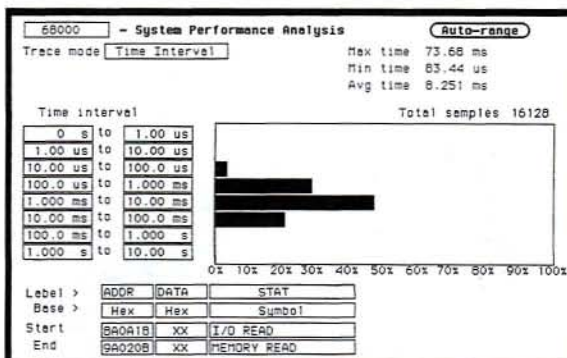 68000 – System Performance Analysis Auto-range
Trace mode Time Interval Max time 73.68 ms
Min time 83.44 us
Avg time 8.251 ms
Time interval Total samples 16128
0 s to 1.00 us
1.00 us to 10.00 us
10.00 us to 100.0 us
100.0 us to 1.000 ms
1.000 ms to 10.00 ms
10.00 ms to 100.0 ms
100.0 ms to 1.000 s
1.000 s to 10.00 s
0% 10% 20% 30% 40% 50% 60% 70% 80% 90% 100%
Label > ADDR DATA STAT
Base > Hex Hex Symbol
Start 8A0A18 XX I/O READ
End 9A020B XX MEMORY READ